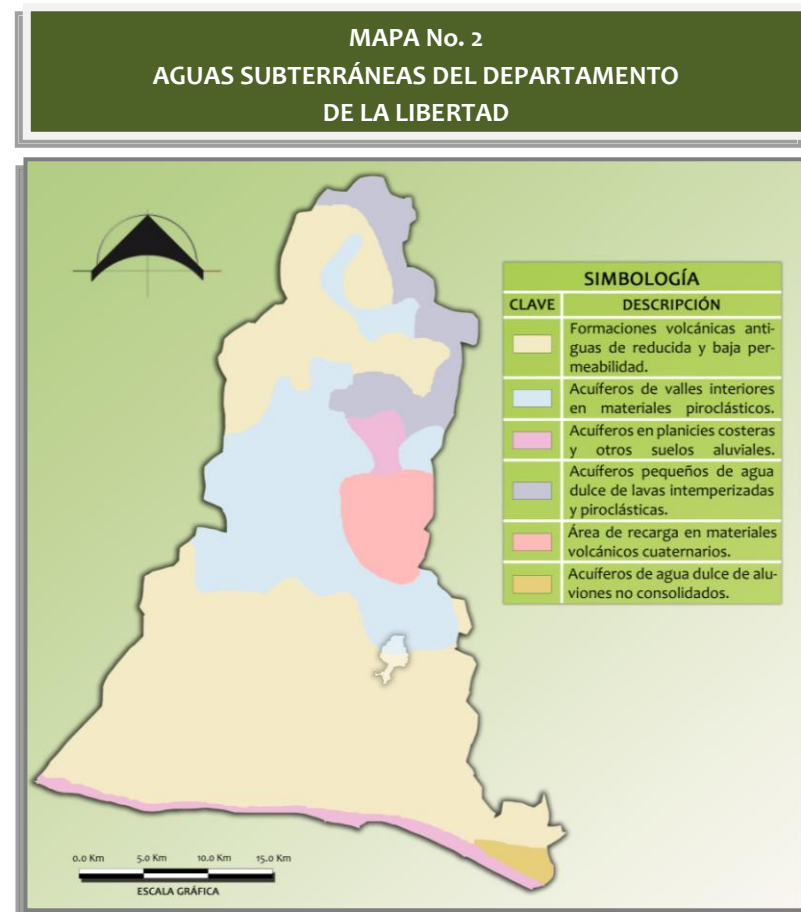 MAPA No. 2
AGUAS SUBTERRÁNEAS DEL DEPARTAMENTO
DE LA LIBERTAD
SIMBOLOGÍA
CLAVE DESCRIPCIÓN
Formaciones volcánicas anti-
guas de reducida y baja per-
meabilidad.
Acuíferos de valles interiores
en materiales piroclásticos.
Acuíferos en planicies costeras
y otros suelos aluviales.
Acuíferos pequeños de agua
dulce de lavas intemperizadas
y piroclásticas.
Área de recarga en materiales
volcánicos cuaternarios.
Acuíferos de agua dulce de alu-
viones no consolidados.
0.0 Km 5.0 Km 10.0 Km 15.0 Km
ESCALA GRÁFICA